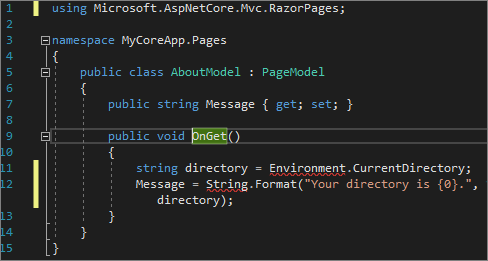 1 using Microsoft.AspNetCore.Mvc.RazorPages;
2
3 namespace MyCoreApp.Pages
4 {
5 public class AboutModel : PageModel
6 {
7 public string Message { get; set; }
8
9 public void OnGet()
10 {
11 string directory = Environment.CurrentDirectory;
12 Message = String.Format("Your directory is {0}.",
directory);
13 }
14 }
15 }